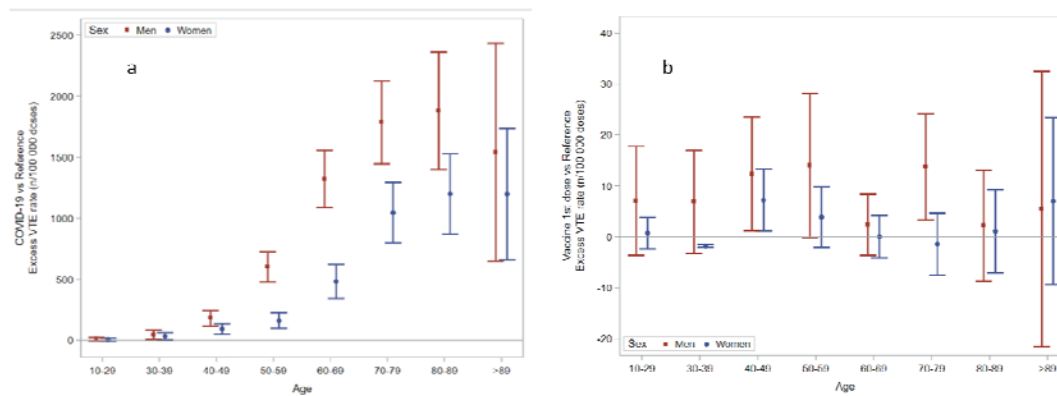 Sex Men Women
a
COVID-19 vs Reference
Excess VTE rate (n/100 000 doses)
2500
2000
1500
1000
500
0
10-29 30-39 40-49 50-59 60-69 70-79 80-89 >89
Age
b
Vaccine 1st dose vs Reference
Excess VTE rate (n/100 000 doses)
40
30
20
10
0
-10
-20
Sex Men Women
10-29 30-39 40-49 50-59 60-69 70-79 80-89 >89
Age